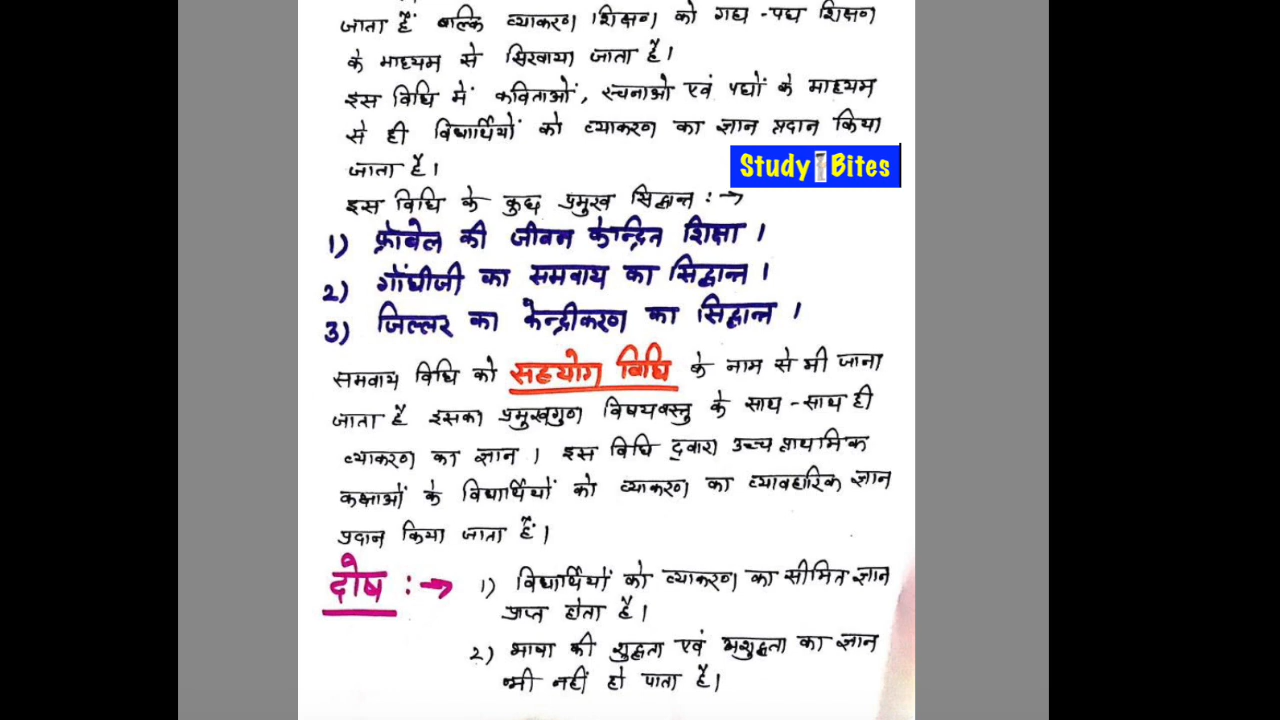 जाता हैं बाल्कि व्याकरण शिक्षण को गद्य -पद्य शिक्षण
के माध्यम से सिखाया जाता है।
इस विधि में कविताओं, रचनाओ एवं पद्यों के माध्यम
से ही विद्यार्थियों को व्याकरण का ज्ञान प्रदान किया
जाता है।
Study Bites
इस विधि के कुछ प्रमुख सिद्धान्त :→
1) फ्रोबेल की जीवन केन्द्रित शिक्षा ।
2) गाँधीजी का समवाय का सिद्धान्त ।
3) जिल्लर का केन्द्रीकरण का सिद्धान्त ।
समवाय विधि को सहयोग विधि के नाम से भी जाना
जाता है इसका प्रमुखगुण विषयवस्तु के साथ -साथ ही
व्याकरण का ज्ञान । इस विधि द्वारा उच्च प्राथमिक
कक्षाओं के विद्यार्थियों को व्याकरण का व्यावहारिक ज्ञान
प्रदान किया जाता हैं।
दोष :→ 1) विद्यार्थियों को व्याकरण का सीमित ज्ञान
प्राप्त होता है।
2) भाषा की शुद्धता एवं अशुद्धता का ज्ञान
भी नहीं हो पाता है।